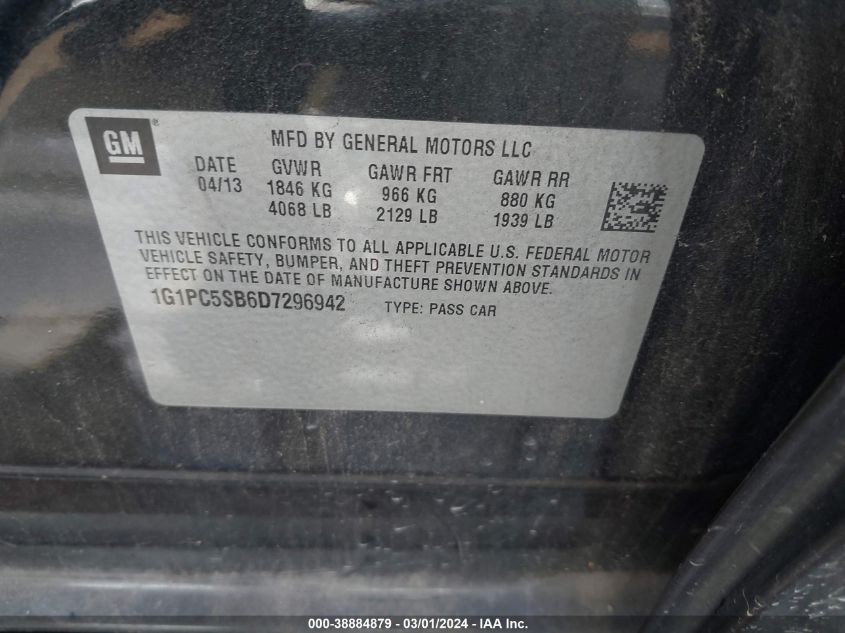 GM®
MFD BY GENERAL MOTORS LLC
DATE GVWR GAWR FRT GAWR RR
04/13 1846 KG 966 KG 880 KG
4068 LB 2129 LB 1939 LB
THIS VEHICLE CONFORMS TO ALL APPLICABLE U.S. FEDERAL MOTOR
VEHICLE SAFETY, BUMPER, AND THEFT PREVENTION STANDARDS IN
EFFECT ON THE DATE OF MANUFACTURE SHOWN ABOVE.
1G1PC5SB6D7296942 TYPE: PASS CAR
000-38884879 - 03/01/2024 - IAA Inc.